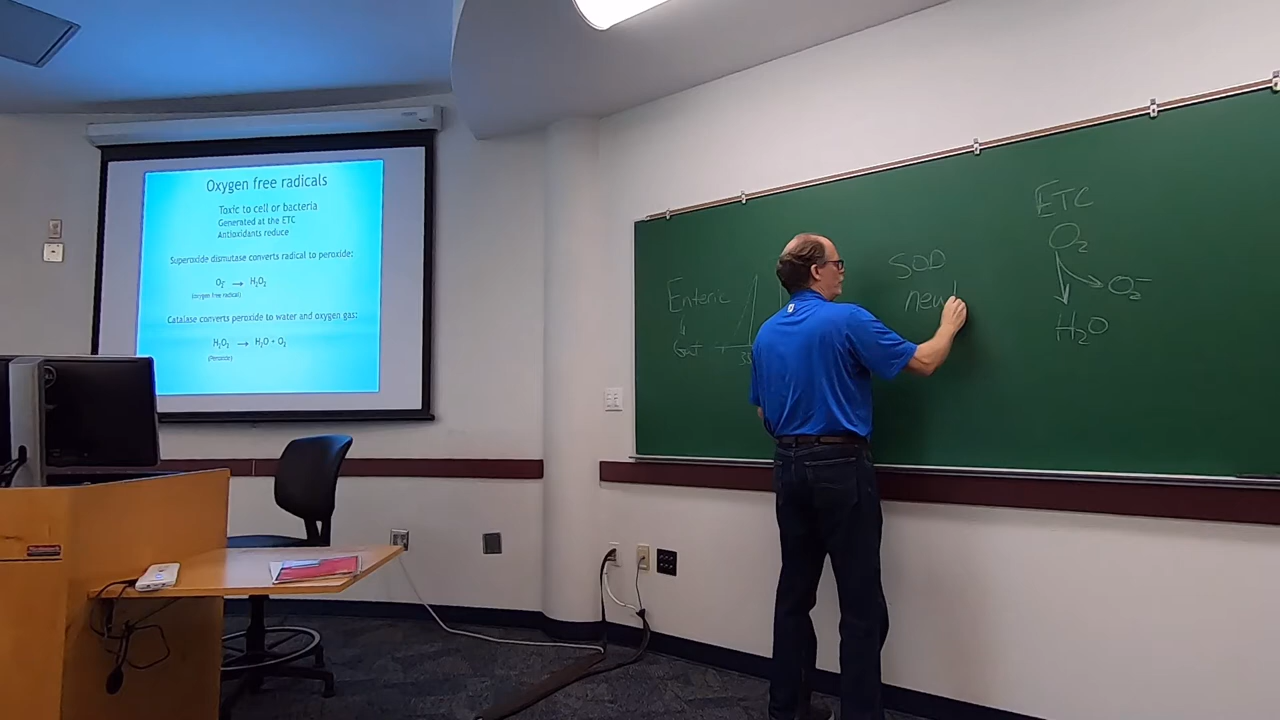 Oxygen free radicals
Toxic to cell or bacteria
Generated at the ETC
Antioxidants reduce
Superoxide dismutase converts radical to peroxide:
O₂⁻ → H₂O₂
(oxygen free radical)
Catalase converts peroxide to water and oxygen gas:
H₂O₂ → H₂O + O₂
(Peroxide)
Enteric
Gut
SOD
ETC
O₂
O₂⁻
H₂O